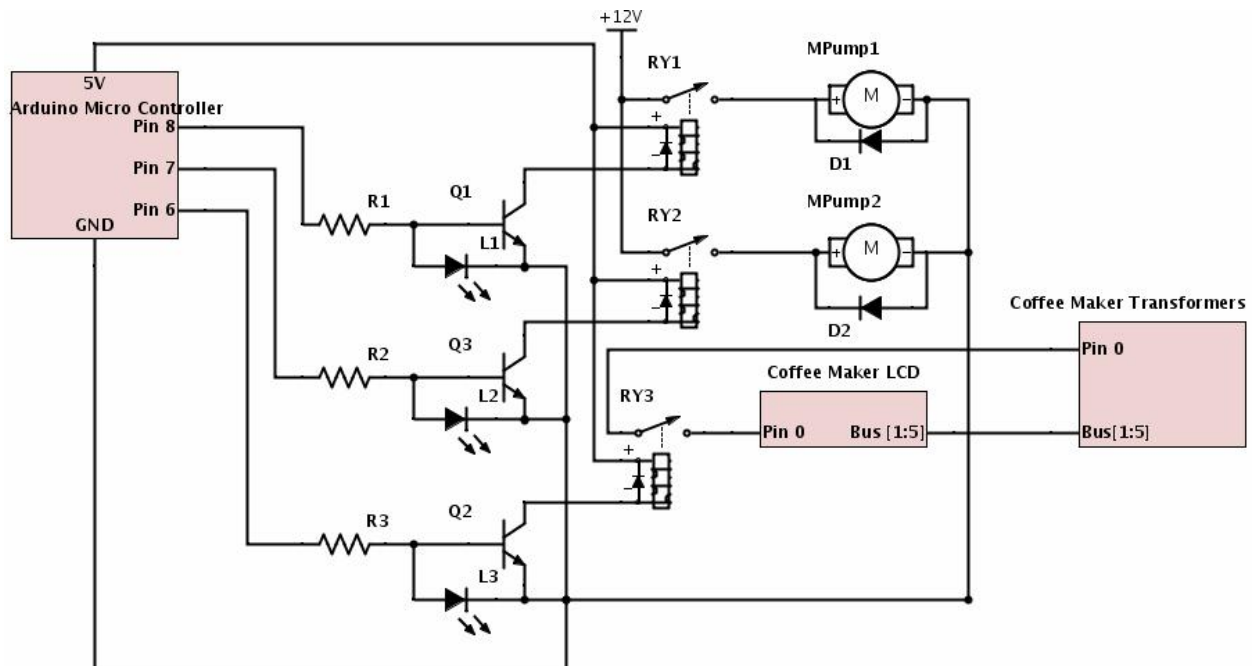 +12V
MPump1
RY1
M
+
-
5V
Arduino Micro Controller
Pin 8
+
-
D1
Pin 7
Q1
MPump2
R1
RY2
Pin 6
GND
L1
M
+
-
+
-
D2
Coffee Maker Transformers
Q3
R2
Pin 0
Coffee Maker LCD
L2
RY3
Pin 0
Bus [1:5]
Bus[1:5]
+
-
Q2
R3
L3